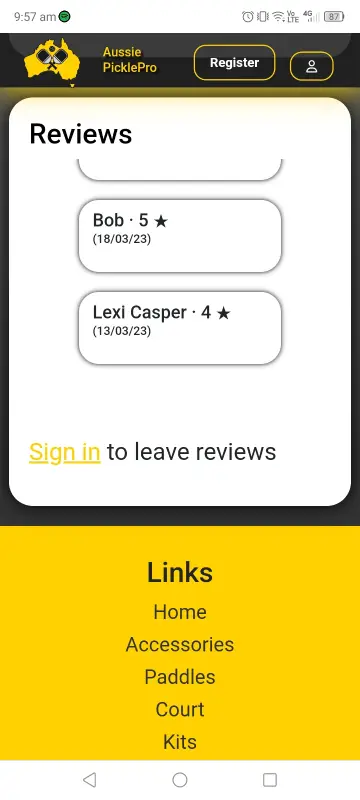 9:57 am
Vo
LTE
4G
87
Aussie
PicklePro
Register
Reviews
Bob · 5 ★
(18/03/23)
Lexi Casper · 4 ★
(13/03/23)
Sign in to leave reviews
Links
Home
Accessories
Paddles
Court
Kits